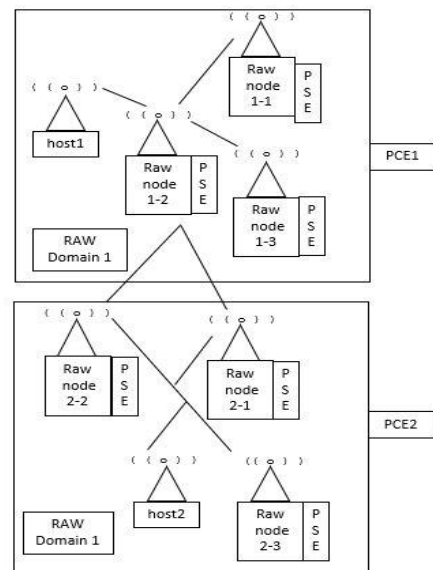 ( ( o ) )
Raw
node
1-1
P
S
E
( ( o ) )
host1
( ( o ) )
Raw
node
1-2
P
S
E
( ( o ) )
Raw
node
1-3
P
S
E
PCE1
RAW
Domain 1
( ( o ) )
Raw
node
2-2
P
S
E
( ( o ) )
Raw
node
2-1
P
S
E
PCE2
( ( o ) )
host2
(( o ) )
Raw
node
2-3
P
S
E
RAW
Domain 1